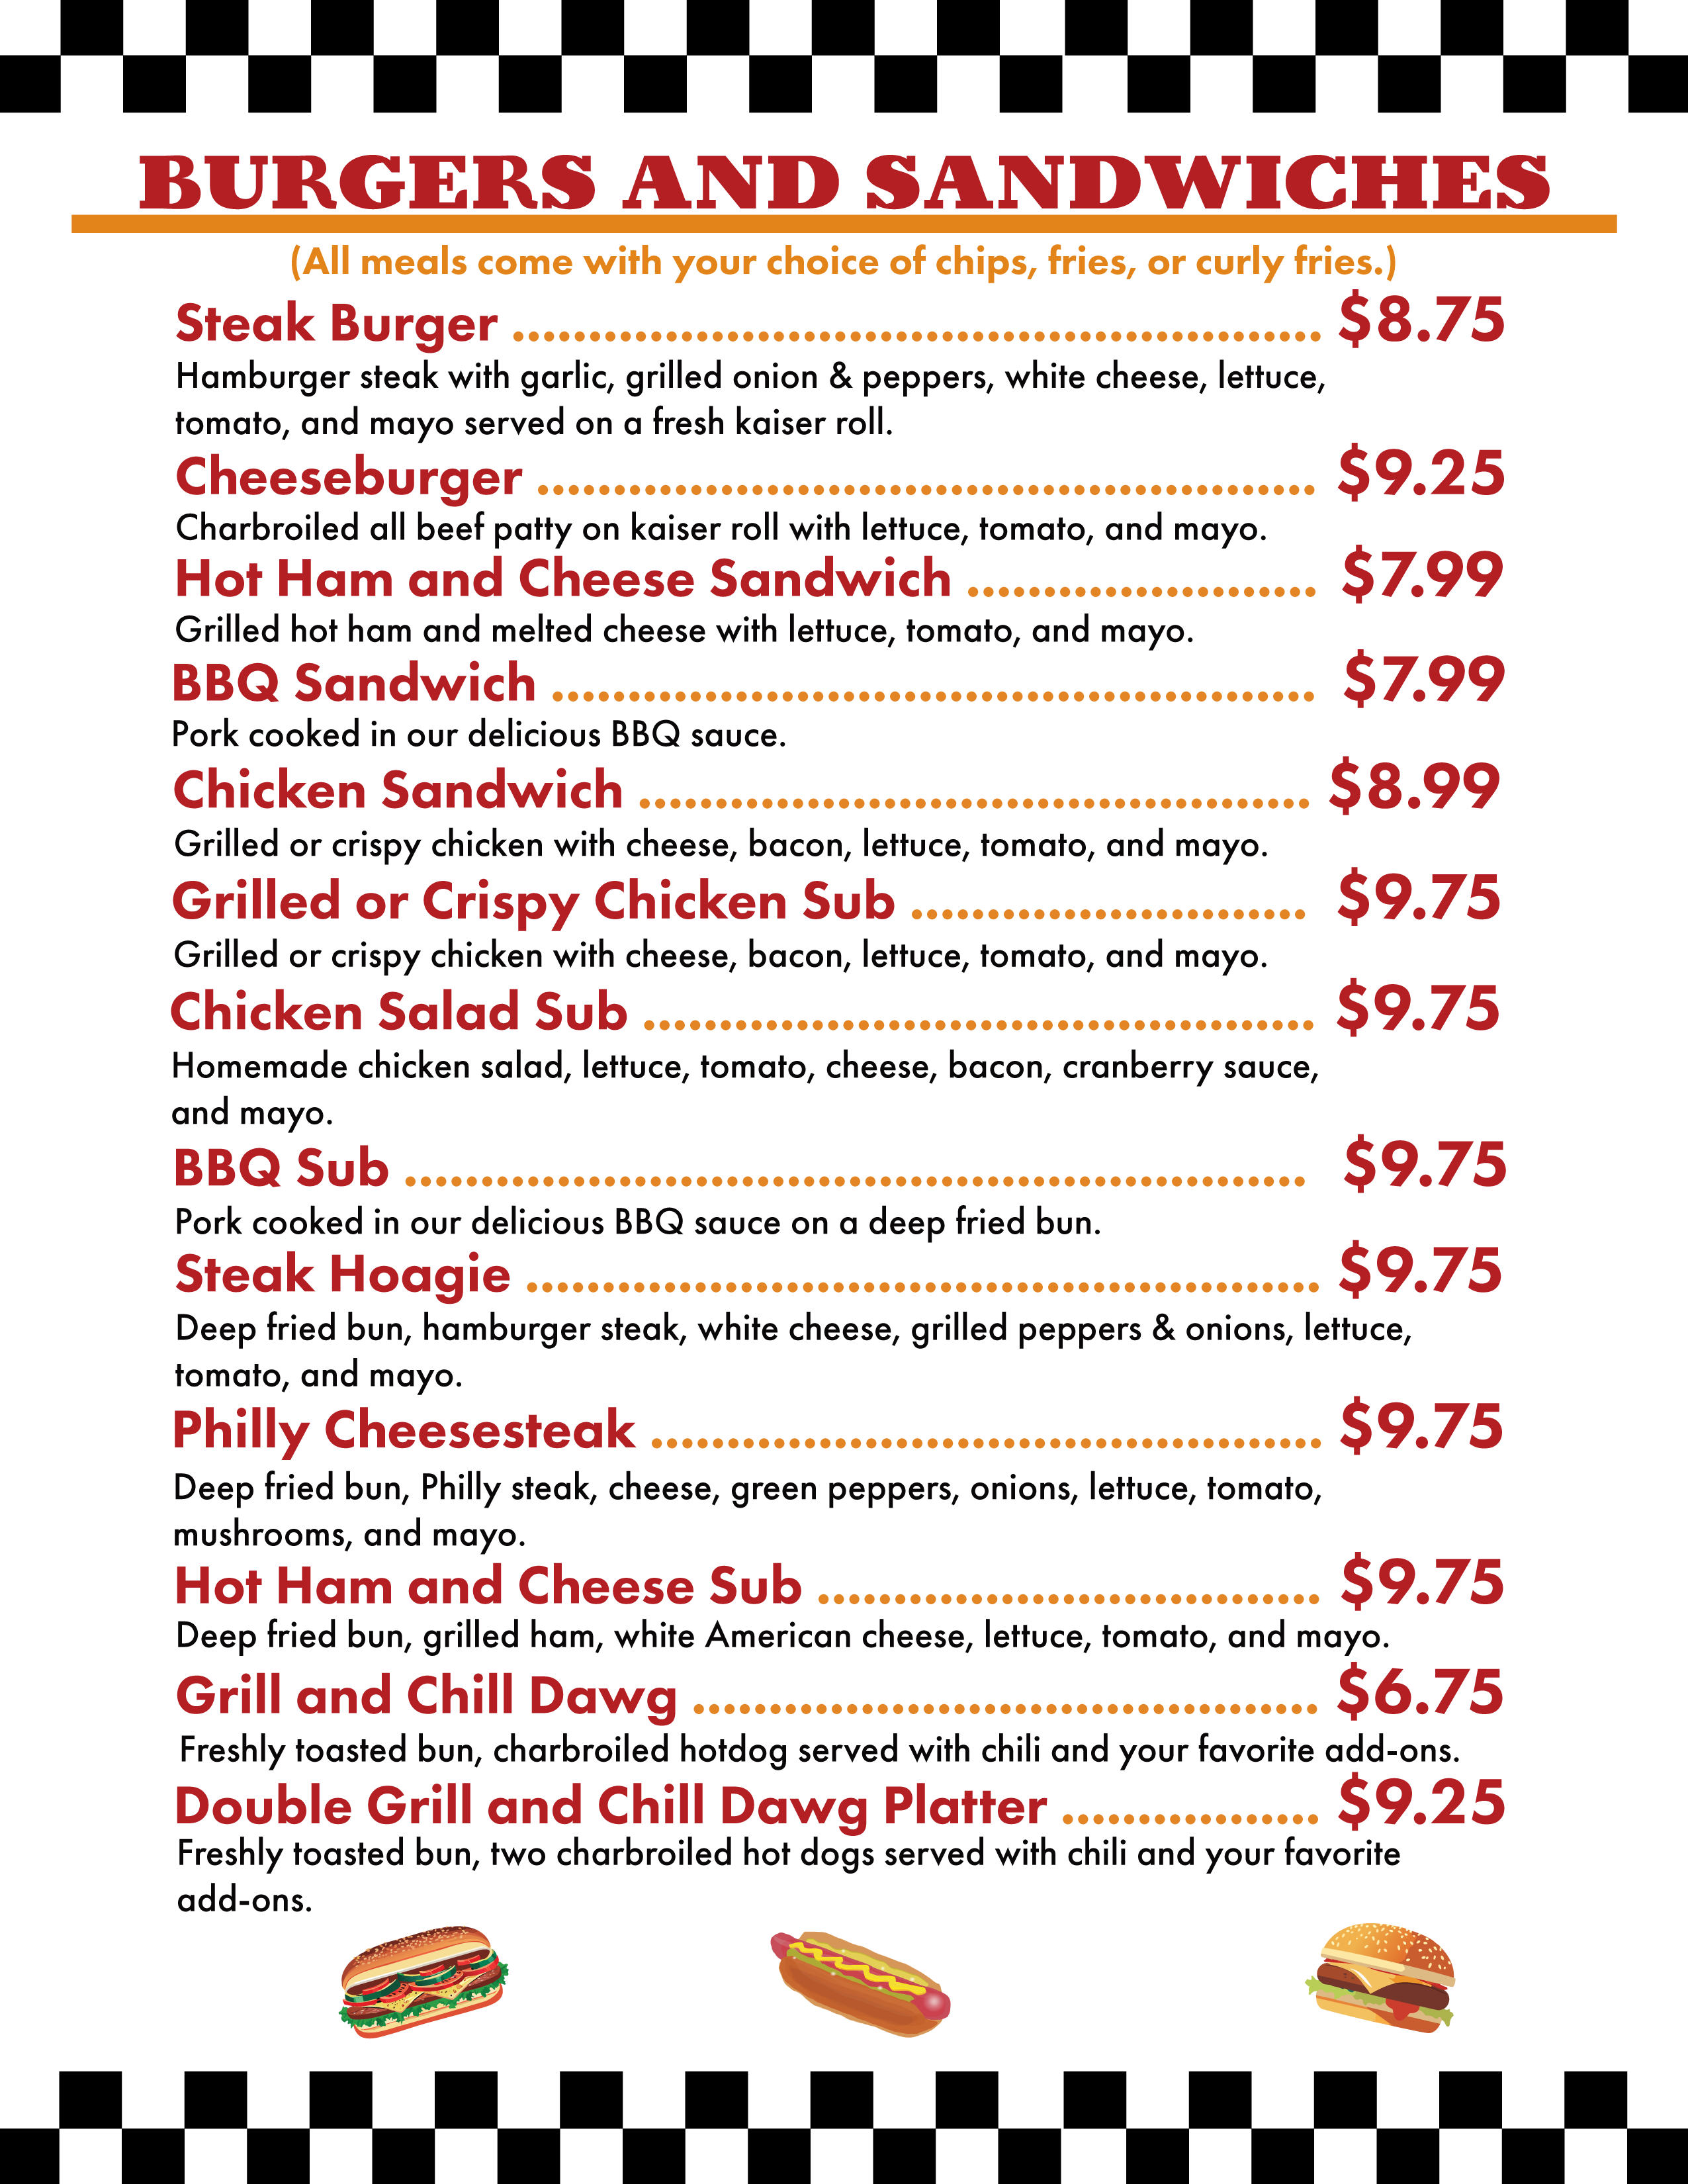 BURGERS AND SANDWICHES
(All meals come with your choice of chips, fries, or curly fries.)
Steak Burger ..................................................... $8.75
Hamburger steak with garlic, grilled onion & peppers, white cheese, lettuce,
tomato, and mayo served on a fresh kaiser roll.
Cheeseburger ................................................... $9.25
Charbroiled all beef patty on kaiser roll with lettuce, tomato, and mayo.
Hot Ham and Cheese Sandwich ....................... $7.99
Grilled hot ham and melted cheese with lettuce, tomato, and mayo.
BBQ Sandwich .................................................. $7.99
Pork cooked in our delicious BBQ sauce.
Chicken Sandwich ............................................ $8.99
Grilled or crispy chicken with cheese, bacon, lettuce, tomato, and mayo.
Grilled or Crispy Chicken Sub .......................... $9.75
Grilled or crispy chicken with cheese, bacon, lettuce, tomato, and mayo.
Chicken Salad Sub ............................................ $9.75
Homemade chicken salad, lettuce, tomato, cheese, bacon, cranberry sauce,
and mayo.
BBQ Sub ........................................................... $9.75
Pork cooked in our delicious BBQ sauce on a deep fried bun.
Steak Hoagie .................................................... $9.75
Deep fried bun, hamburger steak, white cheese, grilled peppers & onions, lettuce,
tomato, and mayo.
Philly Cheesesteak ............................................ $9.75
Deep fried bun, Philly steak, cheese, green peppers, onions, lettuce, tomato,
mushrooms, and mayo.
Hot Ham and Cheese Sub ................................. $9.75
Deep fried bun, grilled ham, white American cheese, lettuce, tomato, and mayo.
Grill and Chill Dawg ......................................... $6.75
Freshly toasted bun, charbroiled hotdog served with chili and your favorite add-ons.
Double Grill and Chill Dawg Platter ................. $9.25
Freshly toasted bun, two charbroiled hot dogs served with chili and your favorite
add-ons.